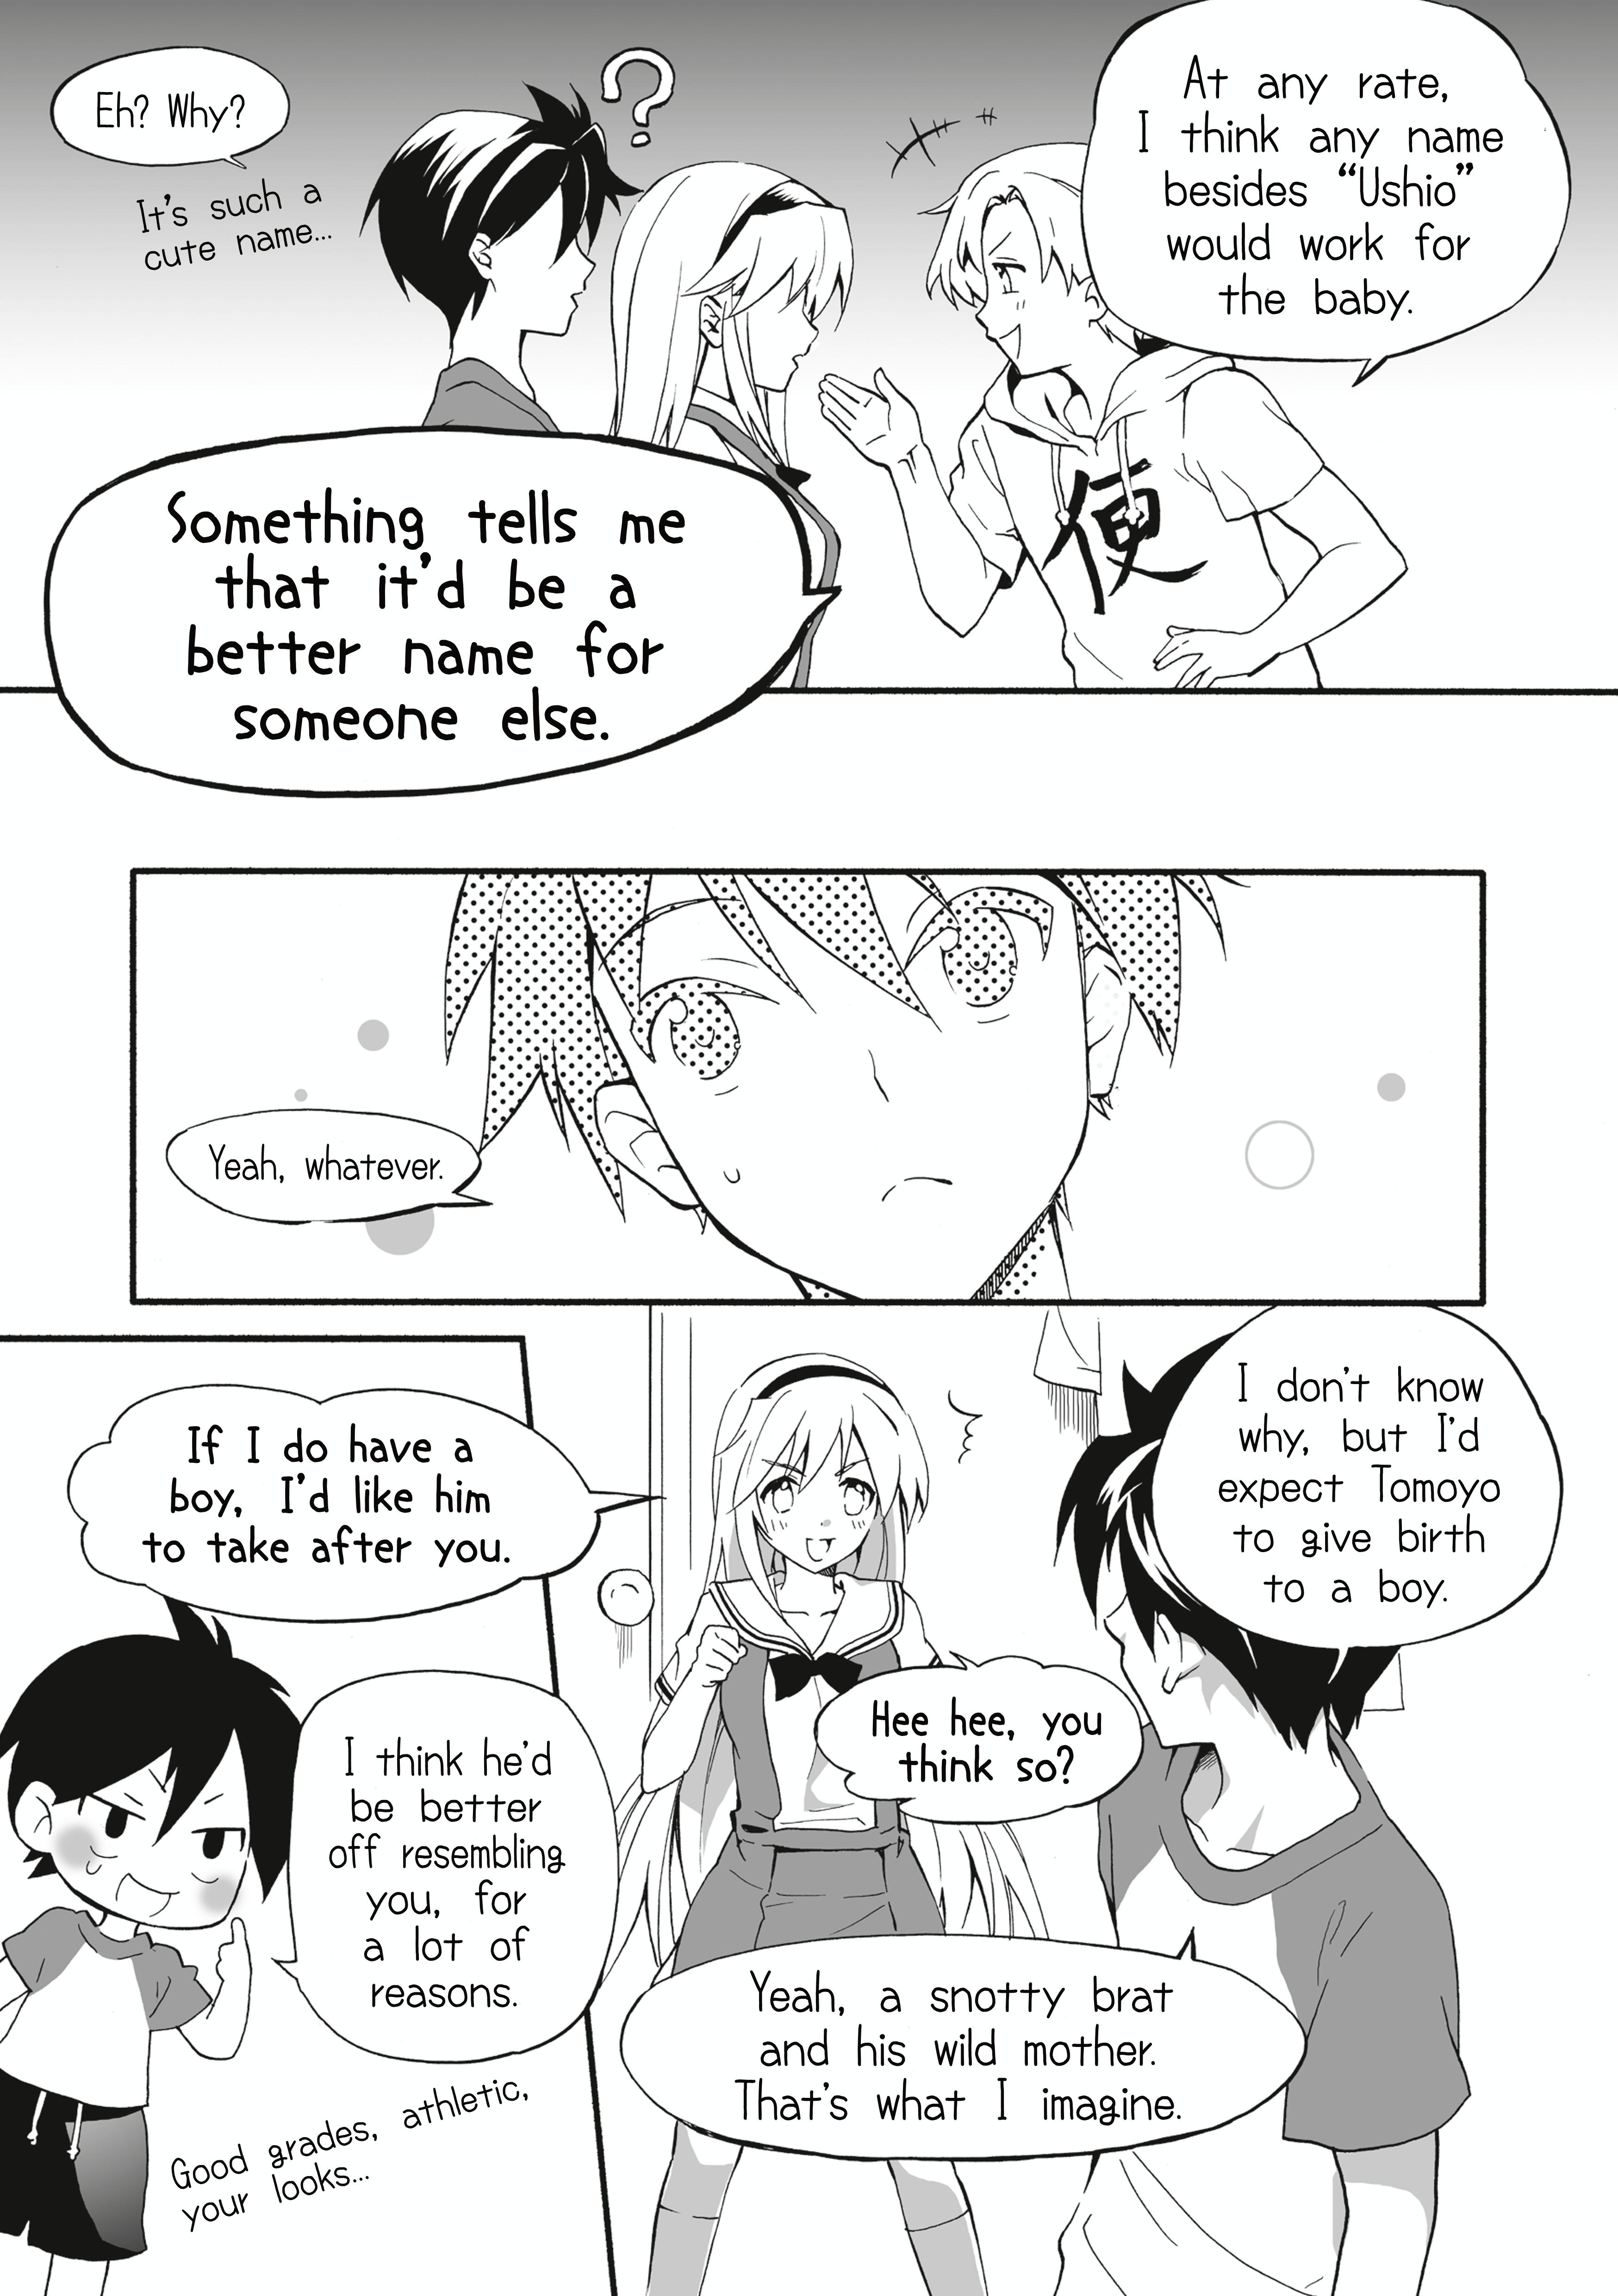 At any rate,
I think any name
besides “Ushio”
would work for
the baby.
便
?
Eh? Why?
It's such a
cute name...
Something tells me
that it'd be a
better name for
someone else.
Yeah, whatever.
I don't know
why, but I'd
expect Tomoyo
to give birth
to a boy.
Hee hee, you
think so?
Yeah, a snotty brat
and his wild mother.
That's what I imagine.
If I do have a
boy, I'd like him
to take after you.
I think he'd
be better
off resembling
you, for
a lot of
reasons.
Good grades, athletic,
your looks...